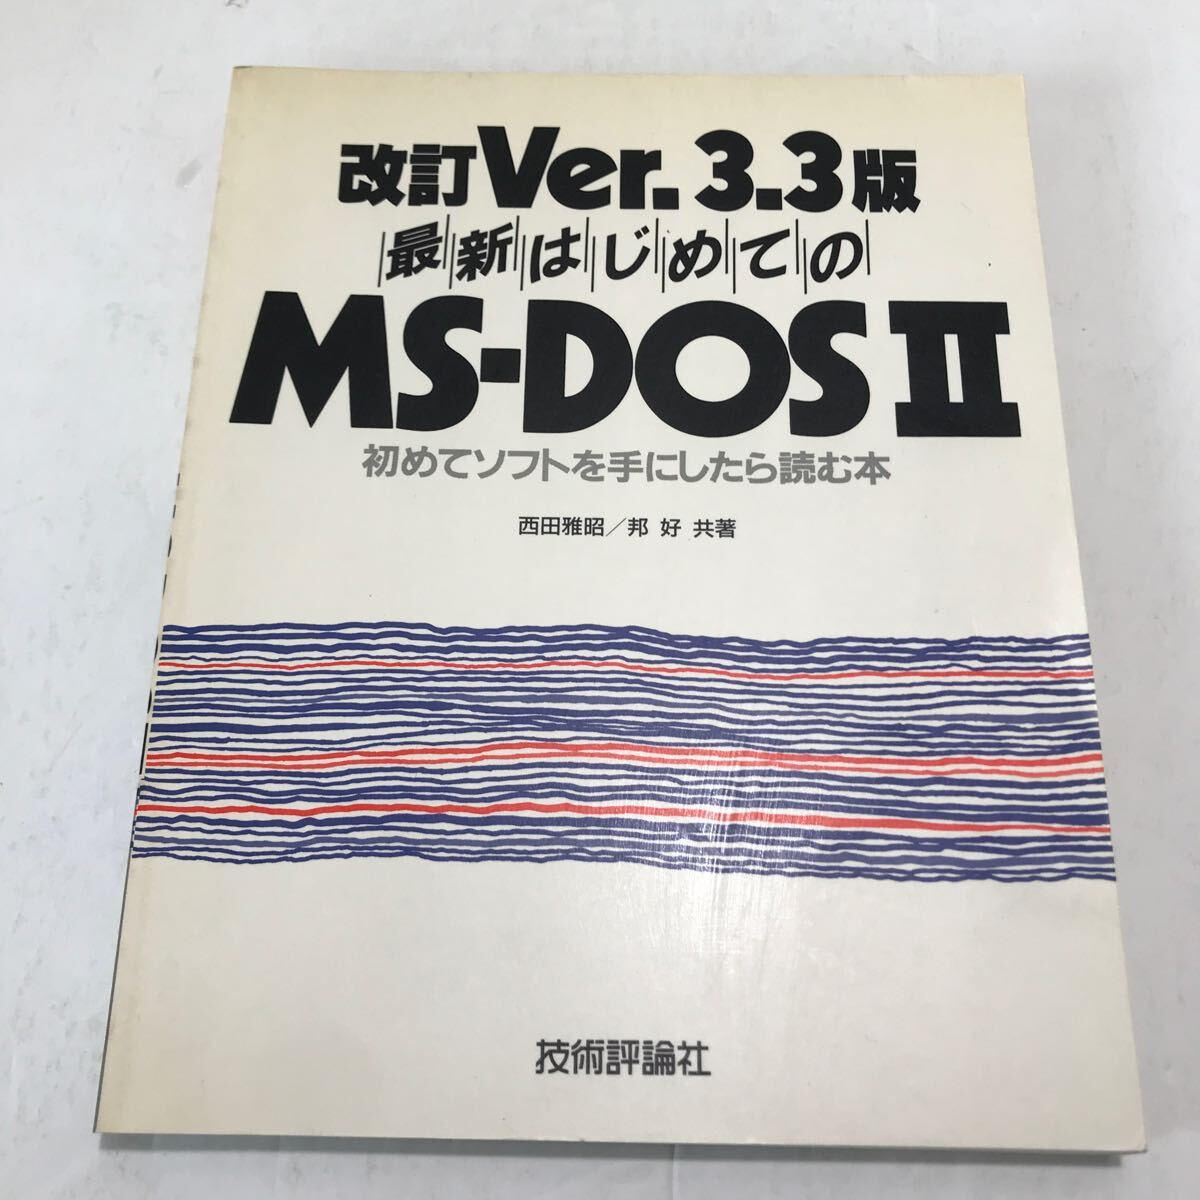 改訂Ver.3.3版
最新はじめての
MS-DOS II
初めてソフトを手にしたら読む本
西田雅昭／邦 好 共著
技術評論社